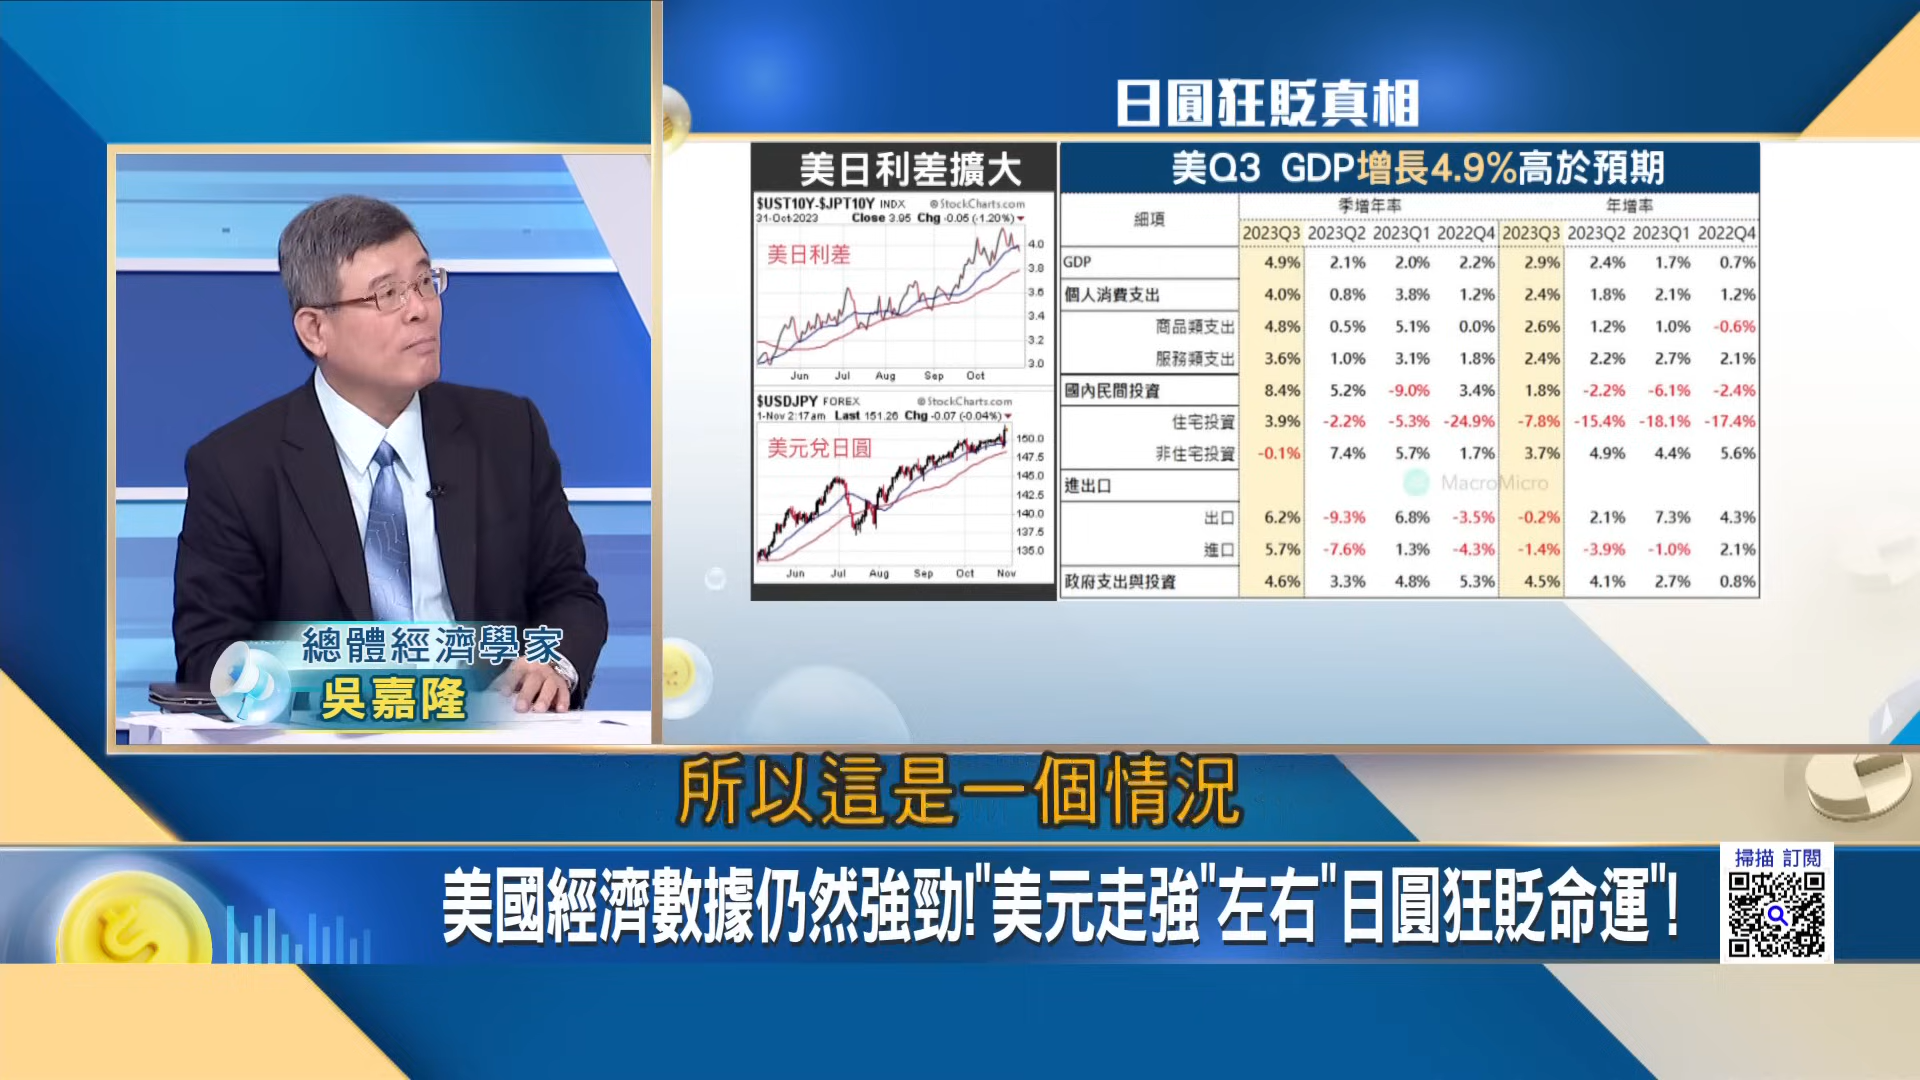 日圓狂貶真相
美日利差擴大
$UST10Y-$JPT10Y INDX ©StockCharts.com
31-Oct-2023 Close 3.95 Chg -0.05 (-1.20%)
美日利差
4.0
3.8
3.6
3.4
3.2
3.0
Jun Jul Aug Sep Oct
$USDJPY FOREX ©StockCharts.com
1-Nov 2:17am Last 151.26 Chg -0.07 (-0.04%)
美元兌日圓
150.0
147.5
145.0
142.5
140.0
137.5
135.0
Jun Jul Aug Sep Oct Nov
美Q3 GDP增長4.9%高於預期
細項 季增年率 年增率
2023Q3 2023Q2 2023Q1 2022Q4 2023Q3 2023Q2 2023Q1 2022Q4
GDP 4.9% 2.1% 2.0% 2.2% 2.9% 2.4% 1.7% 0.7%
個人消費支出 4.0% 0.8% 3.8% 1.2% 2.4% 1.8% 2.1% 1.2%
商品類支出 4.8% 0.5% 5.1% 0.0% 2.6% 1.2% 1.0% -0.6%
服務類支出 3.6% 1.0% 3.1% 1.8% 2.4% 2.2% 2.7% 2.1%
國內民間投資 8.4% 5.2% -9.0% 3.4% 1.8% -2.2% -6.1% -2.4%
住宅投資 3.9% -2.2% -5.3% -24.9% -7.8% -15.4% -18.1% -17.4%
非住宅投資 -0.1% 7.4% 5.7% 1.7% 3.7% 4.9% 4.4% 5.6%
MacroMicro
進出口
出口 6.2% -9.3% 6.8% -3.5% -0.2% 2.1% 7.3% 4.3%
進口 5.7% -7.6% 1.3% -4.3% -1.4% -3.9% -1.0% 2.1%
政府支出與投資 4.6% 3.3% 4.8% 5.3% 4.5% 4.1% 2.7% 0.8%
總體經濟學家
吳嘉隆
所以這是一個情況
美國經濟數據仍然強勁!"美元走強"左右"日圓狂貶命運"!
掃描 訂閱